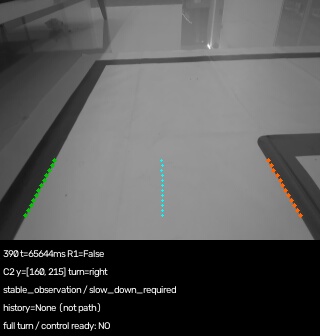 390 t=65644ms R1=False
C2 y=[160, 215] turn=right
stable_observation / slow_down_required
history=None (not path)
full turn / control ready: NO